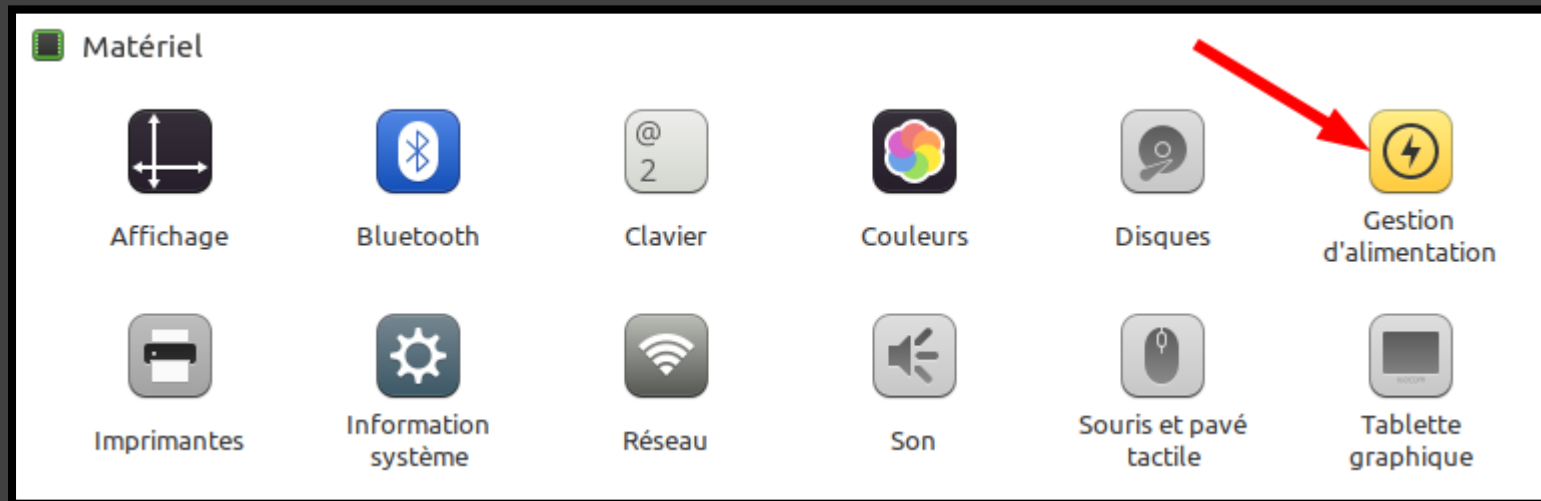 Matériel
@
2
Affichage
Bluetooth
Clavier
Couleurs
Disques
Gestion
d'alimentation
Imprimantes
Information
système
Réseau
Son
Souris et pavé
tactile
Tablette
graphique